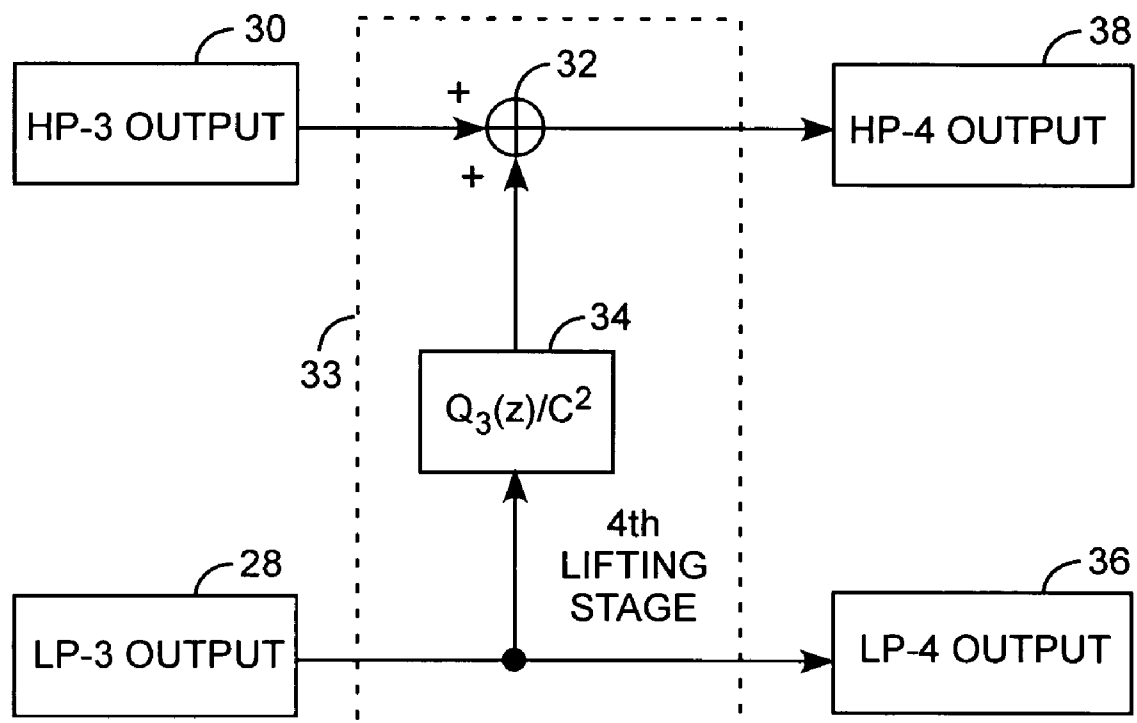 30
38
32
HP-3 OUTPUT
+
+
HP-4 OUTPUT
33
34
Q₃(z)/C²
28
4th
LIFTING
STAGE
36
LP-3 OUTPUT
LP-4 OUTPUT